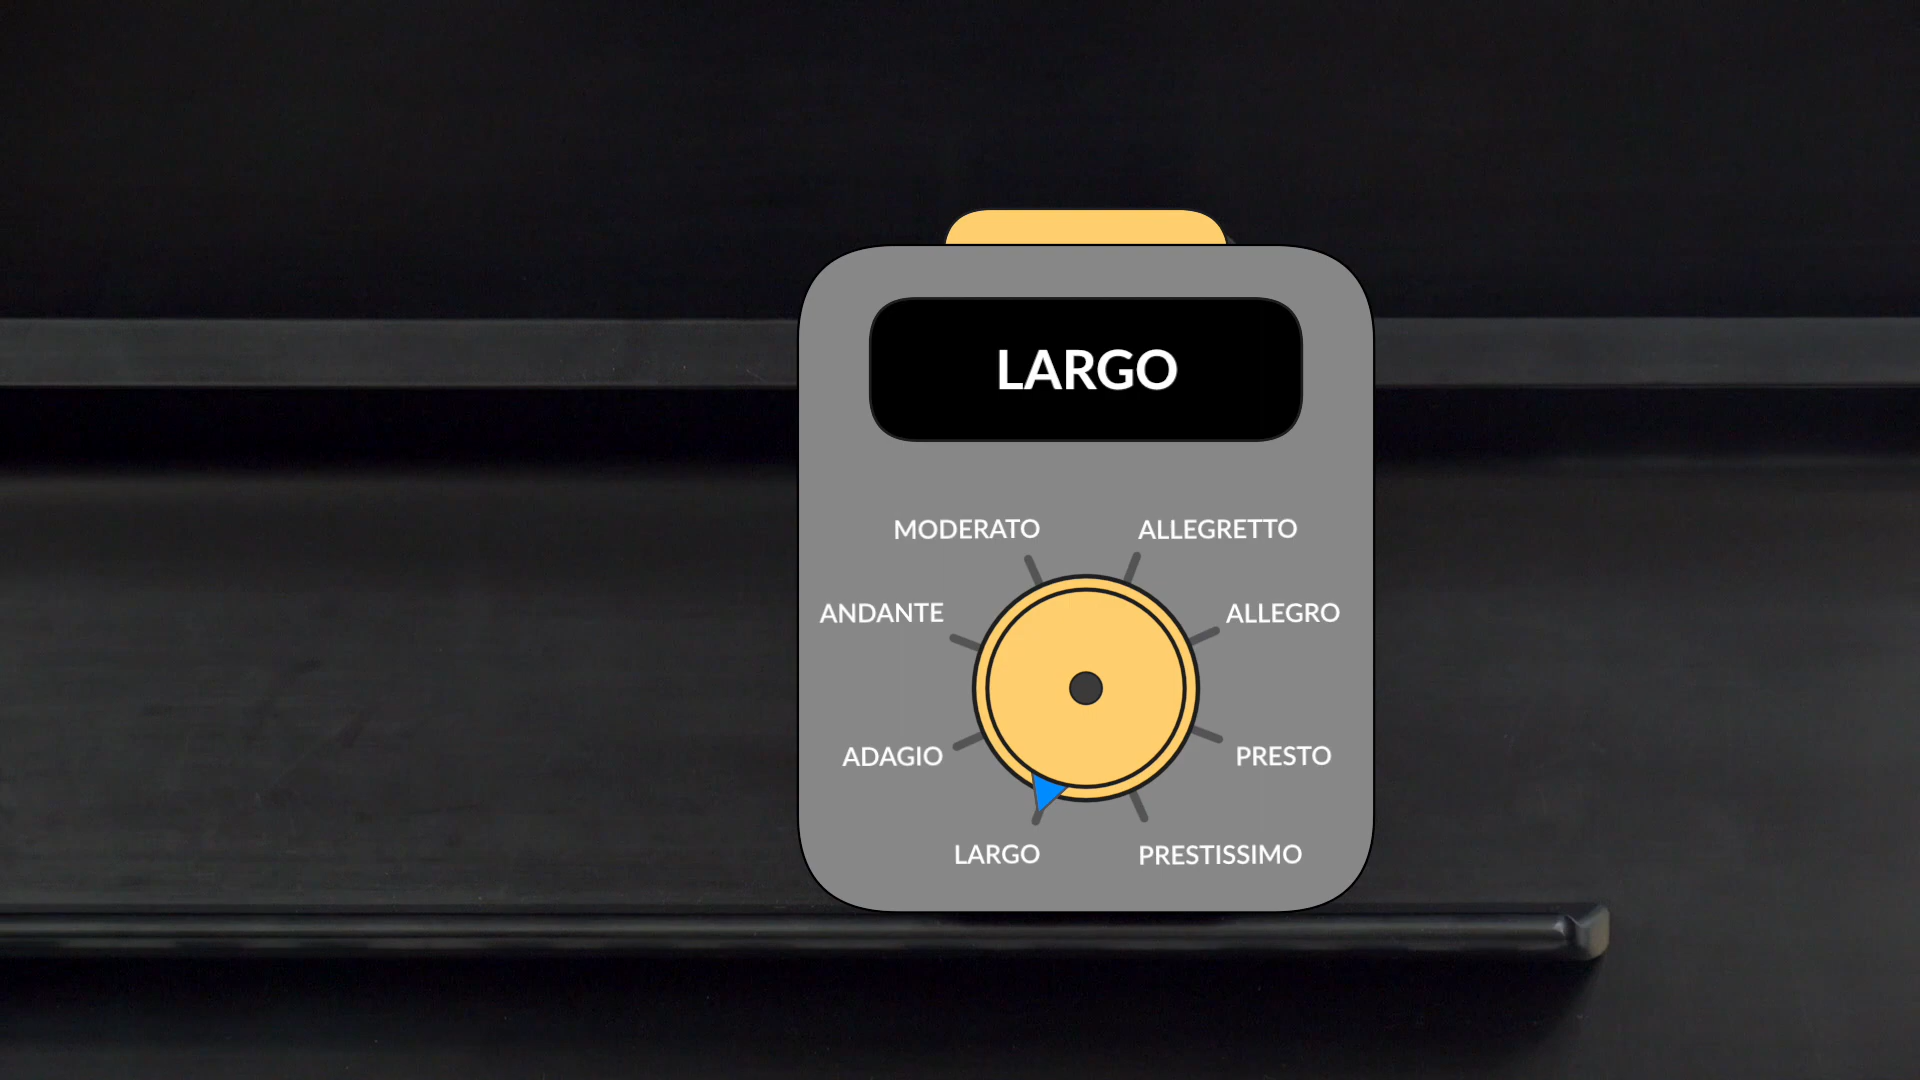 LARGO
MODERATO
ALLEGRETTO
ANDANTE
ALLEGRO
ADAGIO
PRESTO
LARGO
PRESTISSIMO